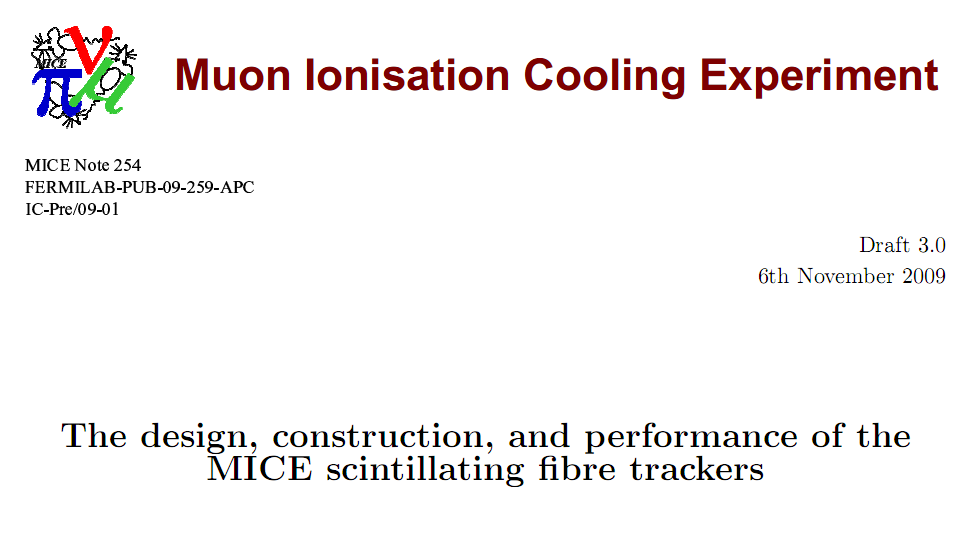 MICE
ν
π
μ
Muon Ionisation Cooling Experiment
MICE Note 254
FERMILAB-PUB-09-259-APC
IC-Pre/09-01
Draft 3.0
6th November 2009
The design, construction, and performance of the
MICE scintillating fibre trackers